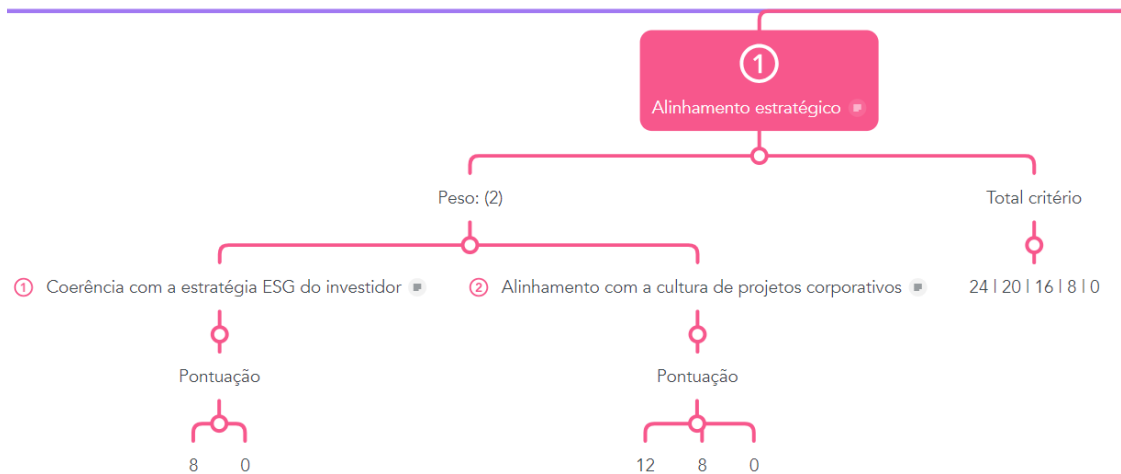 1
Alinhamento estratégico
Peso: (2)
Total critério
1 Coerência com a estratégia ESG do investidor
2 Alinhamento com a cultura de projetos corporativos
24 | 20 | 16 | 8 | 0
Pontuação
Pontuação
8 0
12 8 0